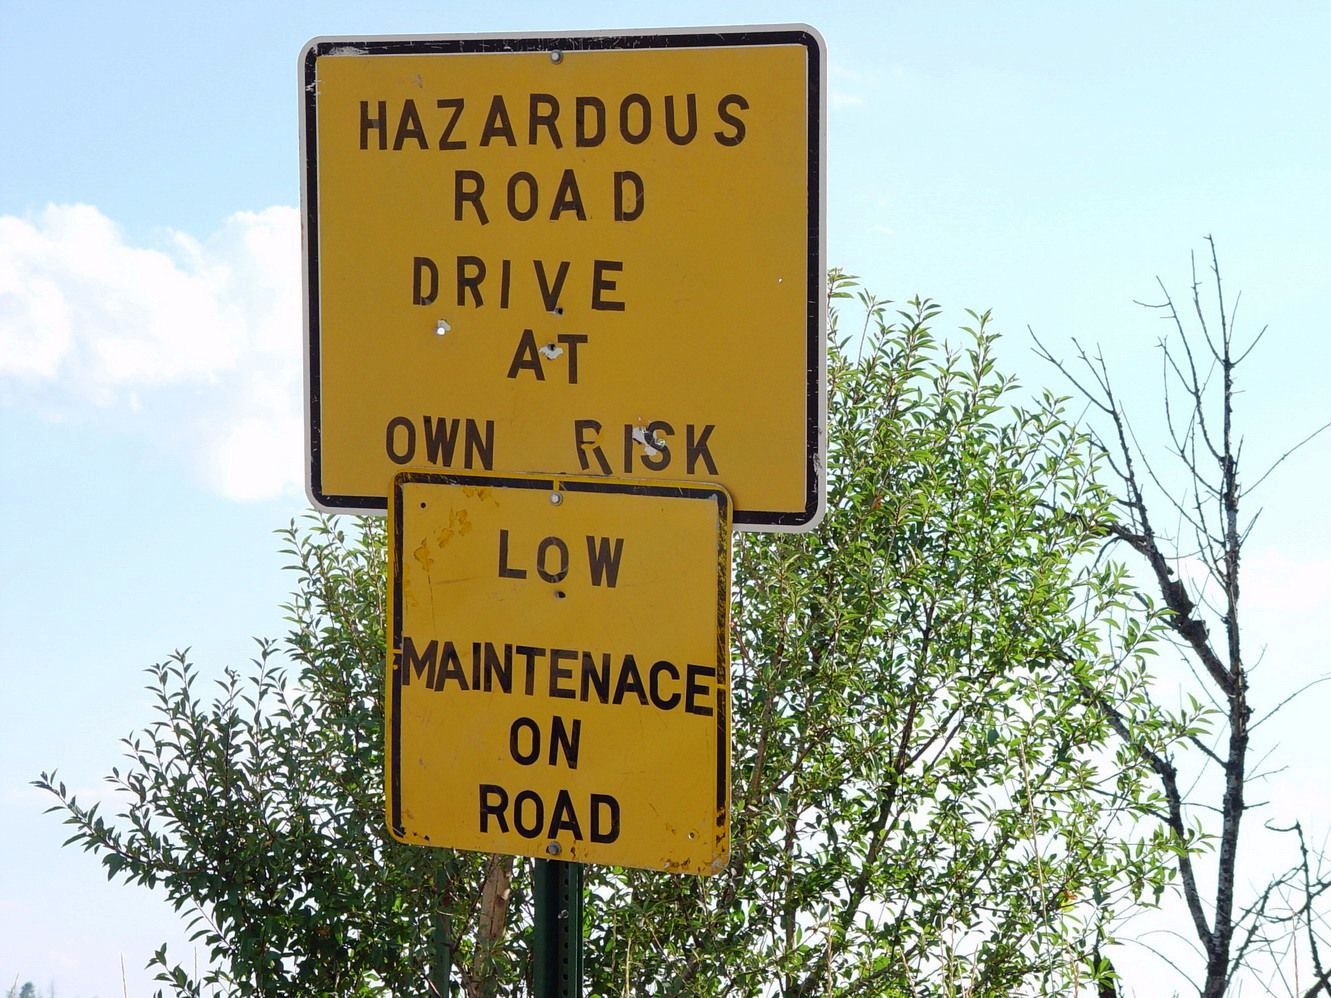 HAZARDOUS
ROAD
DRIVE
AT
OWN RISK
LOW
MAINTENACE
ON
ROAD